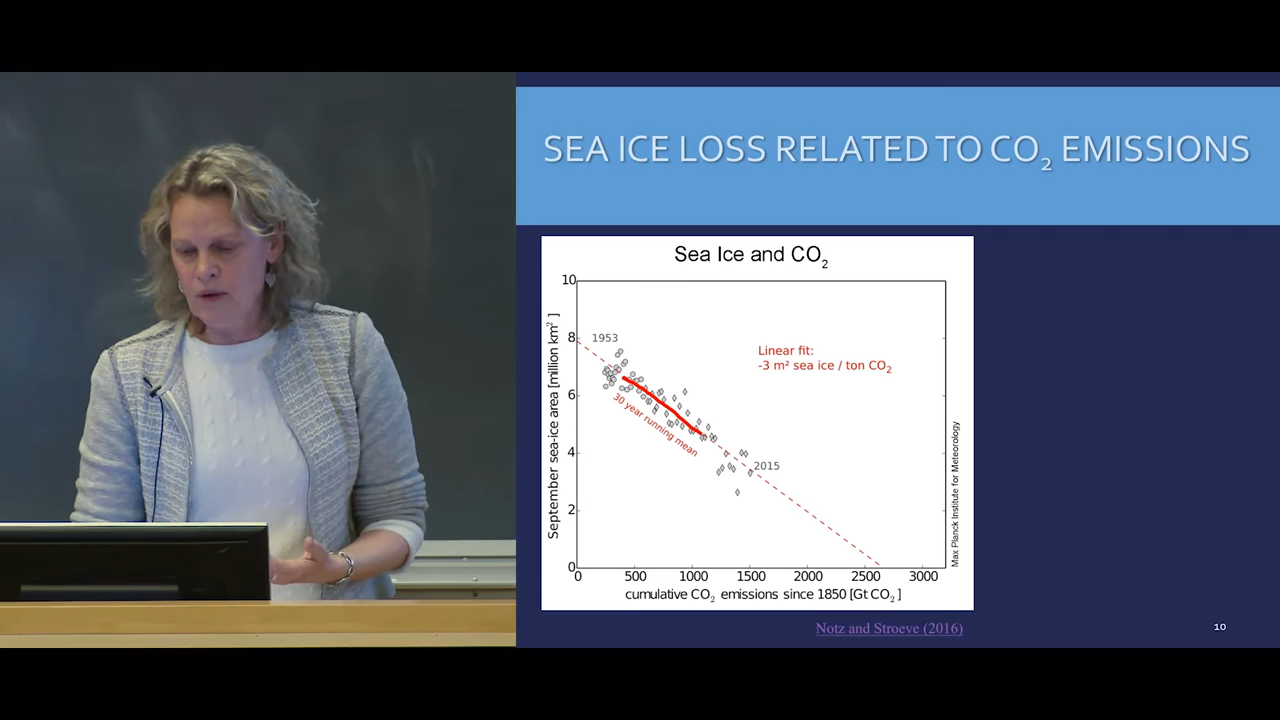 SEA ICE LOSS RELATED TO CO₂ EMISSIONS
Sea Ice and CO₂
10
8
6
4
2
0
September sea-ice area [million km²]
1953
Linear fit:
-3 m² sea ice / ton CO₂
30 year running mean
2015
0 500 1000 1500 2000 2500 3000
cumulative CO₂ emissions since 1850 [Gt CO₂]
Max Planck Institute for Meteorology
Notz and Stroeve (2016)
10